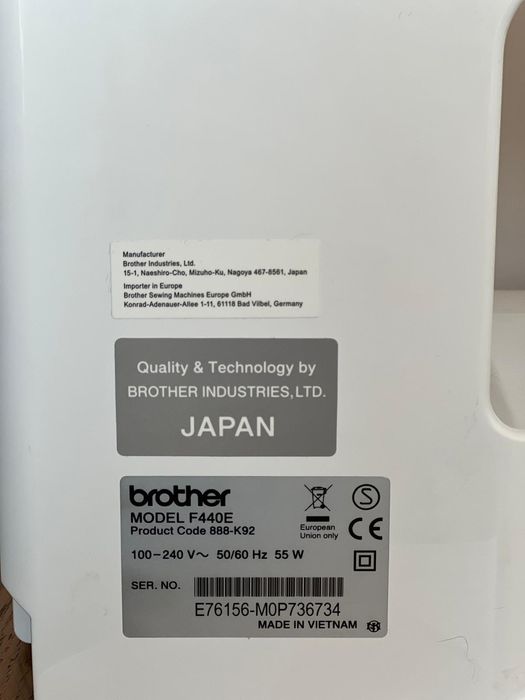 Manufacturer
Brother Industries, Ltd.
15-1, Naeshiro-Cho, Mizuho-Ku, Nagoya 467-8561, Japan
Importer in Europe
Brother Sewing Machines Europe GmbH
Konrad-Adenauer-Allee 1-11, 61118 Bad Vilbel, Germany
Quality & Technology by
BROTHER INDUSTRIES,LTD.
JAPAN
brother
MODEL F440E
Product Code 888-K92
European
Union only
S
CE
100-240 V~ 50/60 Hz 55 W
SER. NO.
E76156-M0P736734
MADE IN VIETNAM